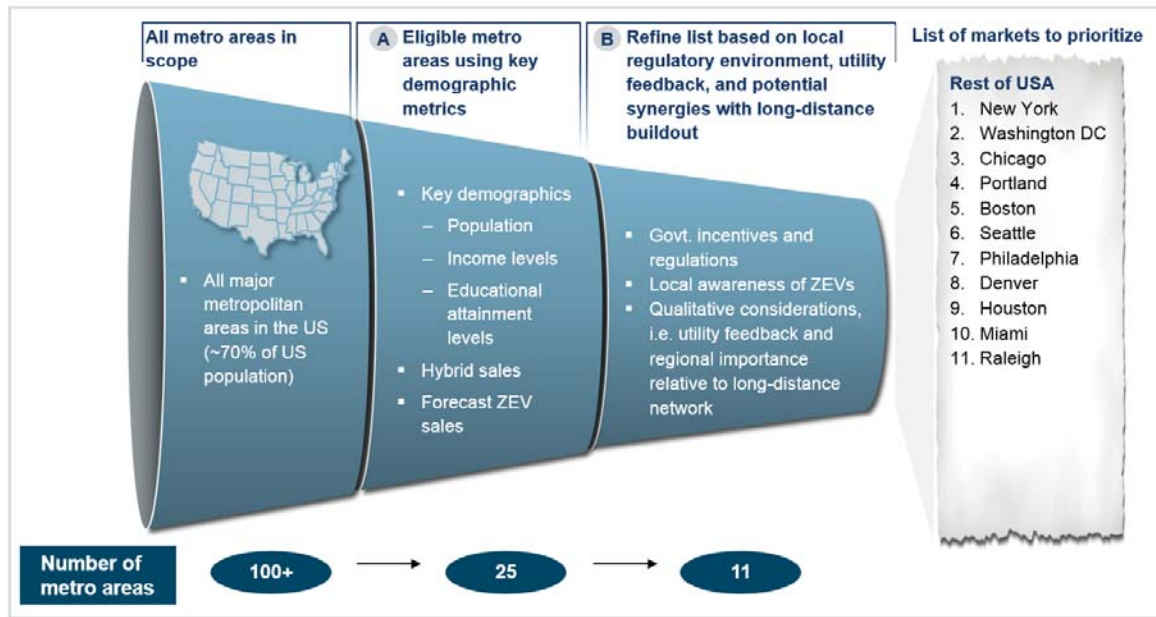 All metro areas in
scope
A Eligible metro
areas using key
demographic
metrics
B Refine list based on local
regulatory environment, utility
feedback, and potential
synergies with long-distance
buildout
List of markets to prioritize
▪ All major
metropolitan
areas in the US
(~70% of US
population)
▪ Key demographics
– Population
– Income levels
– Educational
attainment
levels
▪ Hybrid sales
▪ Forecast ZEV
sales
▪ Govt. incentives and
regulations
▪ Local awareness of ZEVs
▪ Qualitative considerations,
i.e. utility feedback and
regional importance
relative to long-distance
network
Rest of USA
1. New York
2. Washington DC
3. Chicago
4. Portland
5. Boston
6. Seattle
7. Philadelphia
8. Denver
9. Houston
10. Miami
11. Raleigh
Number of
metro areas
100+
25
11